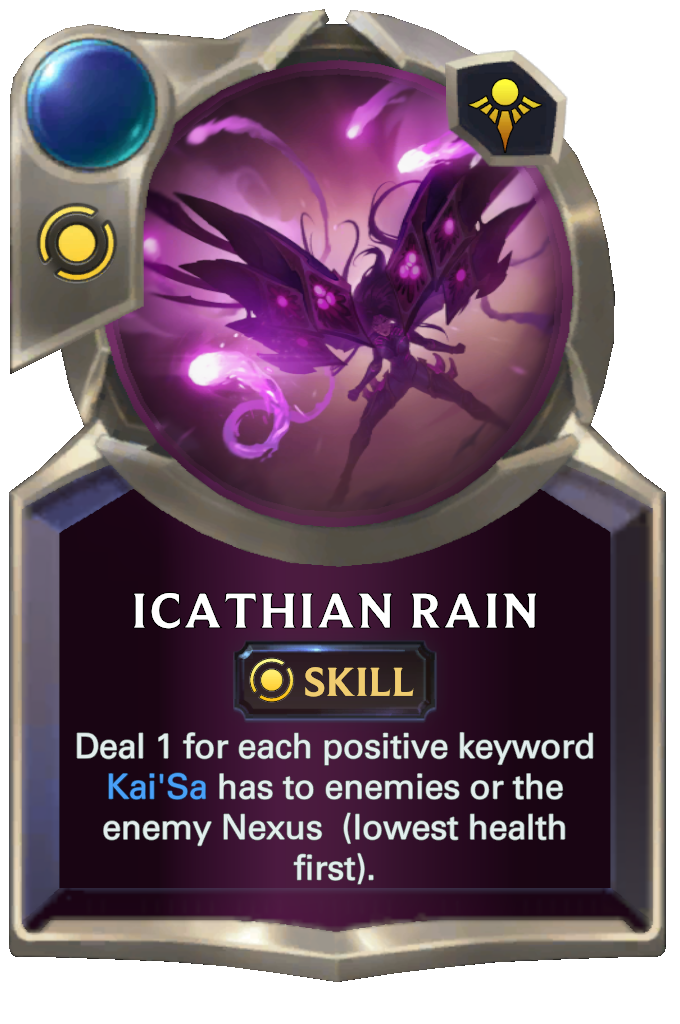 ICATHIAN RAIN
SKILL
Deal 1 for each positive keyword
Kai'Sa has to enemies or the
enemy Nexus  (lowest health
first).